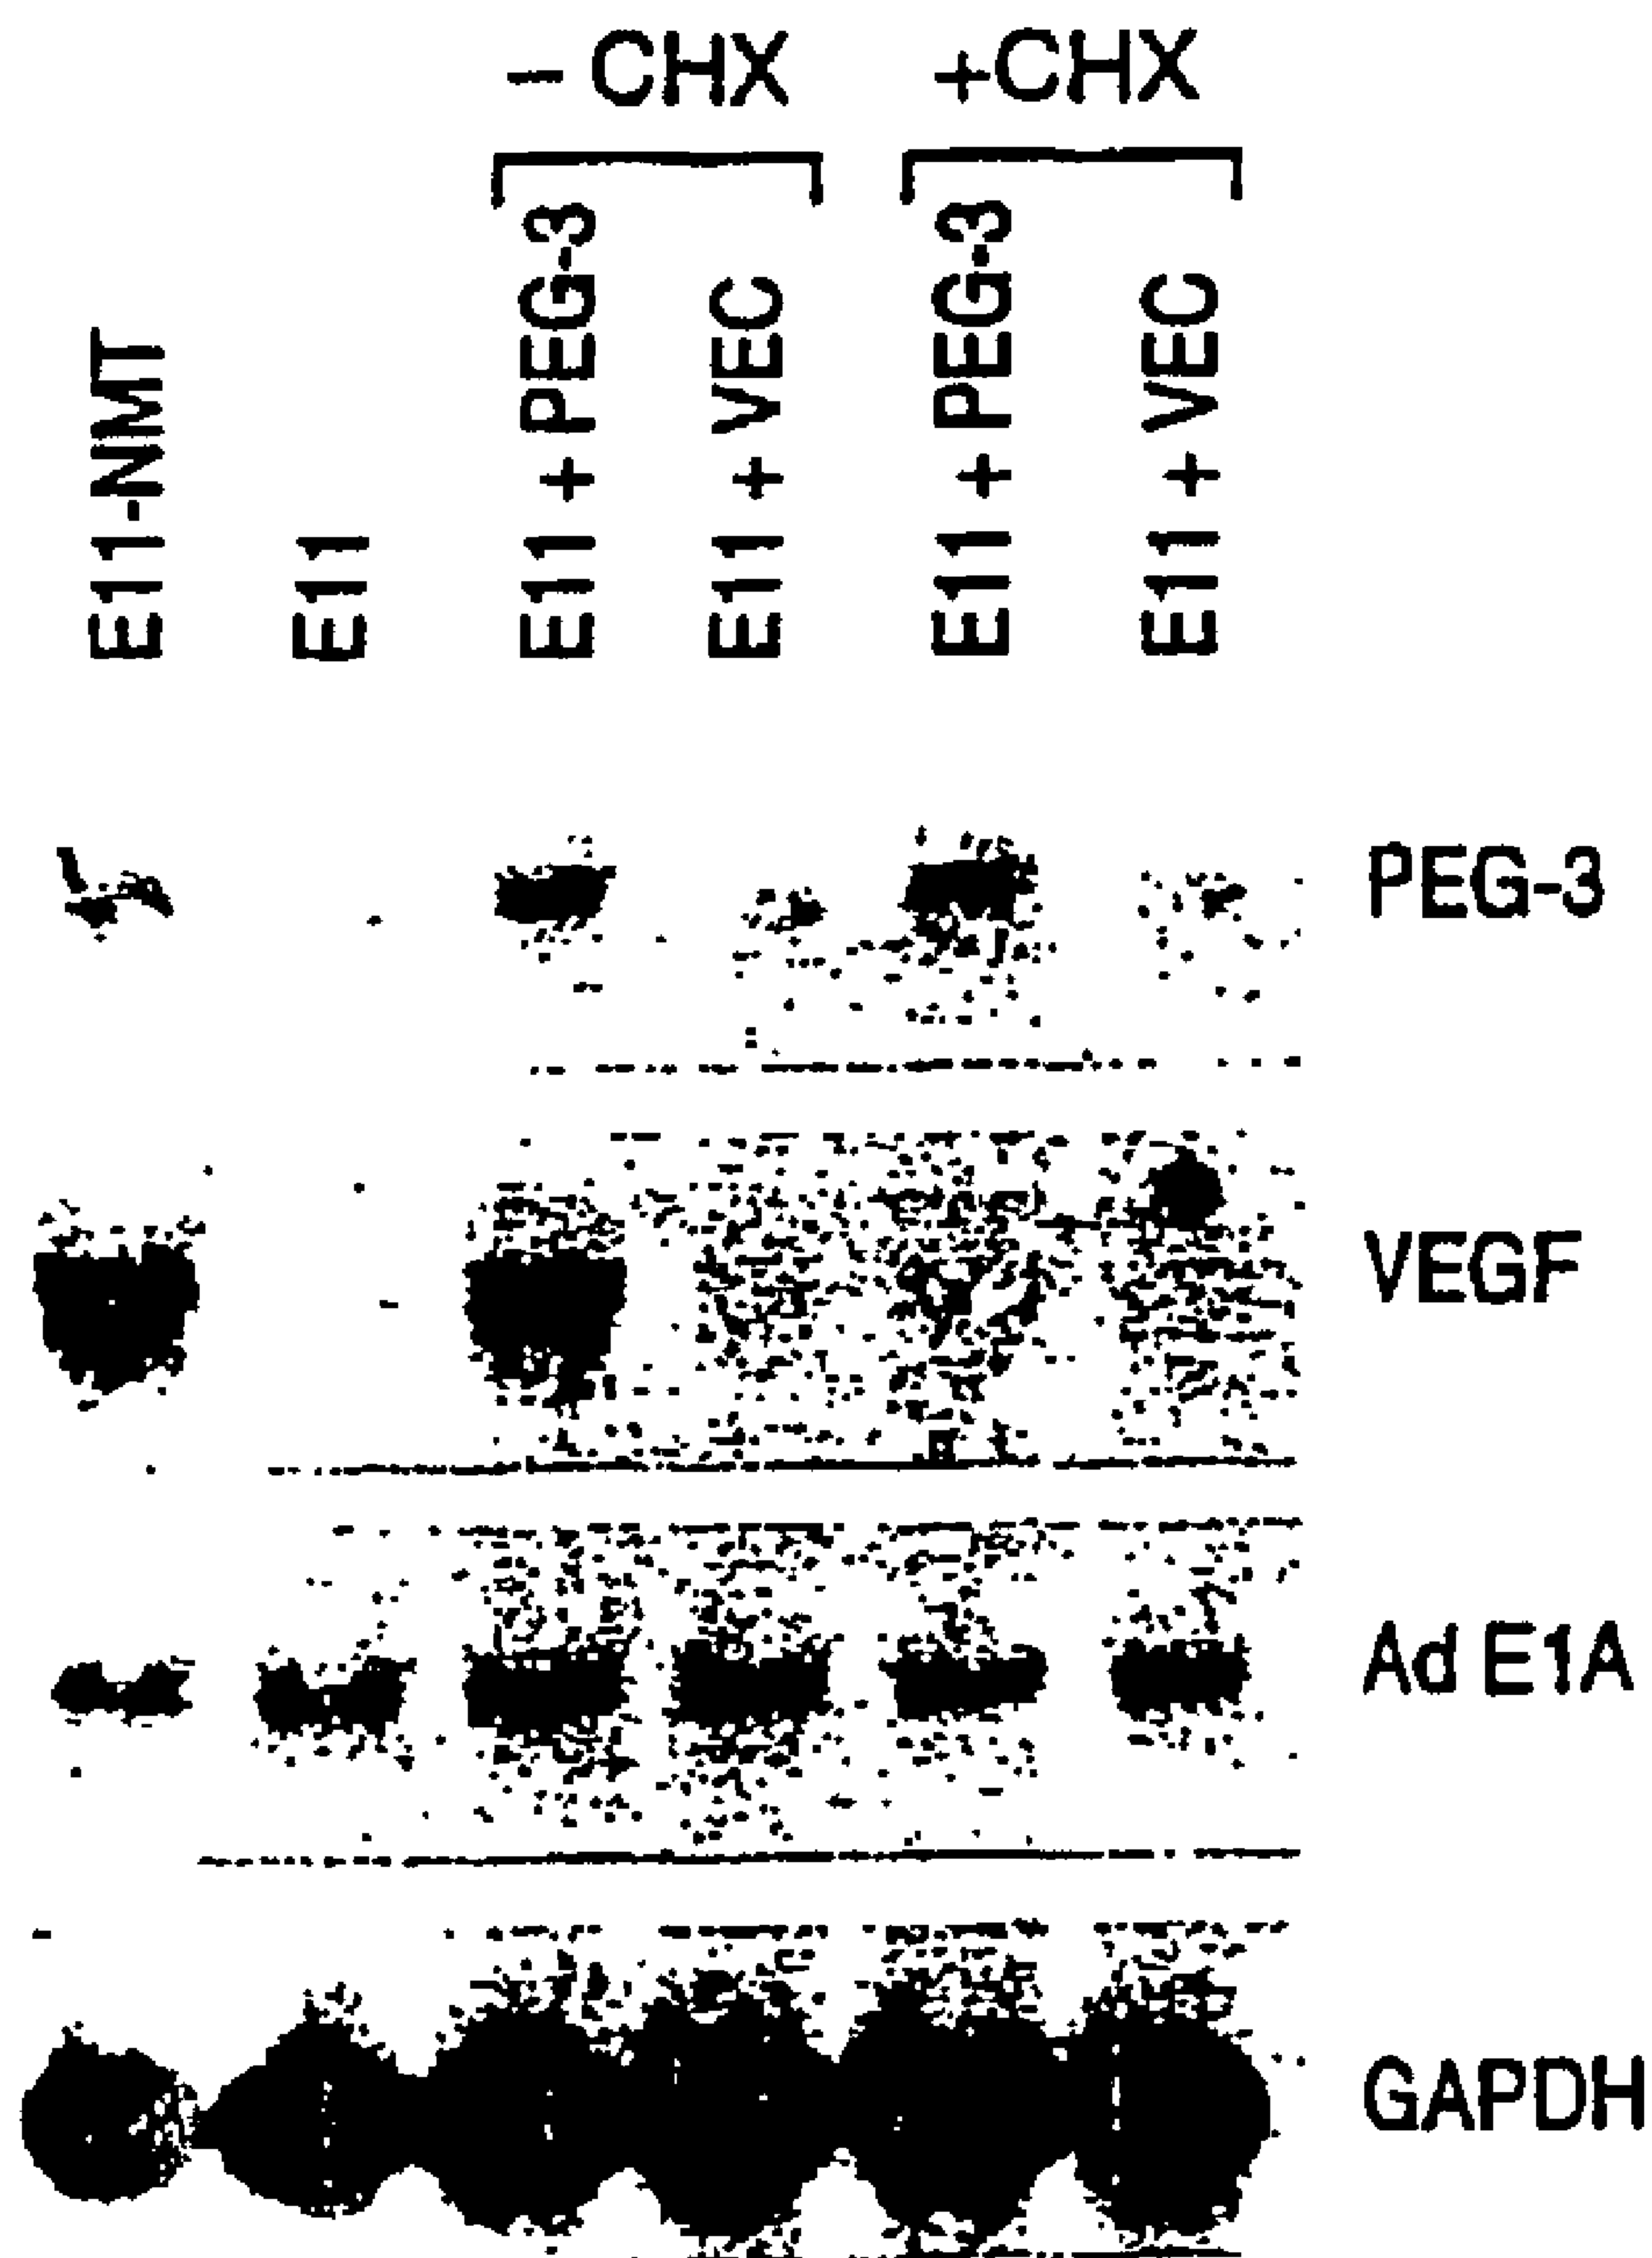 – CHX +CHX
E11-NMT
E11
E11 + PEG-3
E11 + VEC
E11 + PEG-3
E11 + VEC
PEG-3
VEGF
Ad E1A
GAPDH